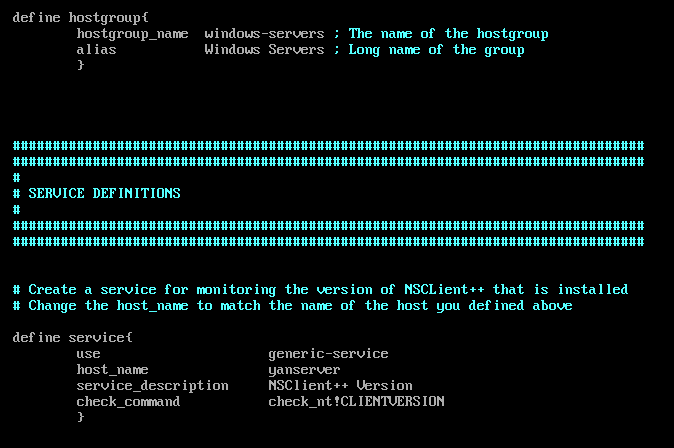 define hostgroup{
hostgroup_name windows-servers ; The name of the hostgroup
alias Windows Servers ; Long name of the group
}
###############################################################################
###############################################################################
#
# SERVICE DEFINITIONS
#
###############################################################################
###############################################################################
# Create a service for monitoring the version of NSCLient++ that is installed
# Change the host_name to match the name of the host you defined above
define service{
use generic-service
host_name yanserver
service_description NSClient++ Version
check_command check_nt!CLIENTVERSION
}